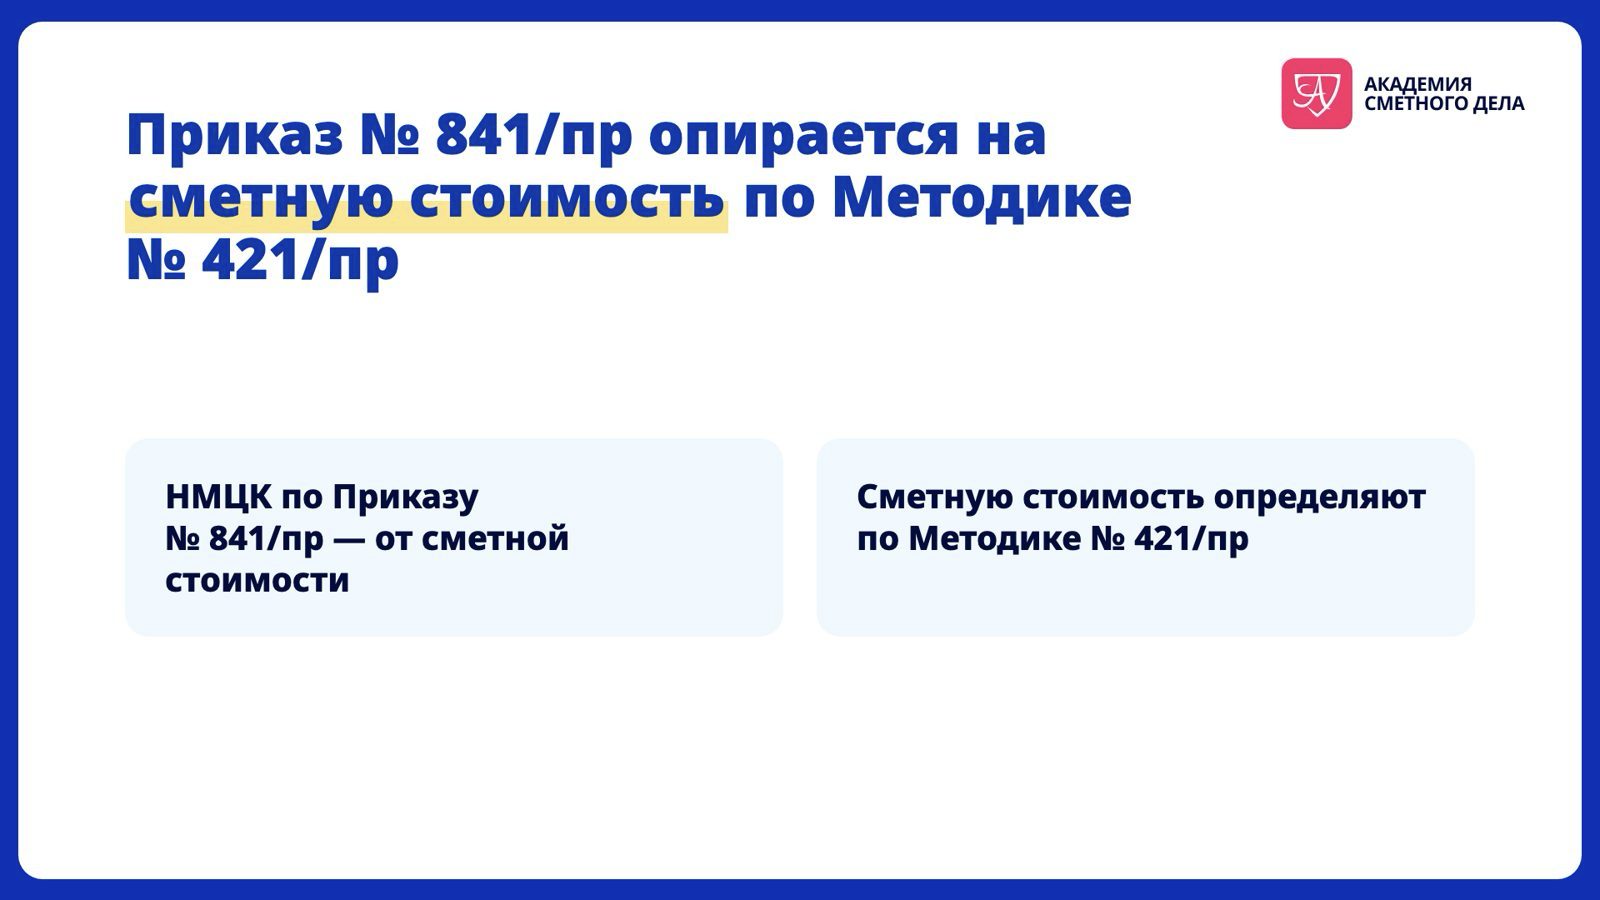 АКАДЕМИЯ
СМЕТНОГО ДЕЛА
Приказ № 841/пр опирается на
сметную стоимость по Методике
№ 421/пр
НМЦК по Приказу
№ 841/пр — от сметной
стоимости
Сметную стоимость определяют
по Методике № 421/пр